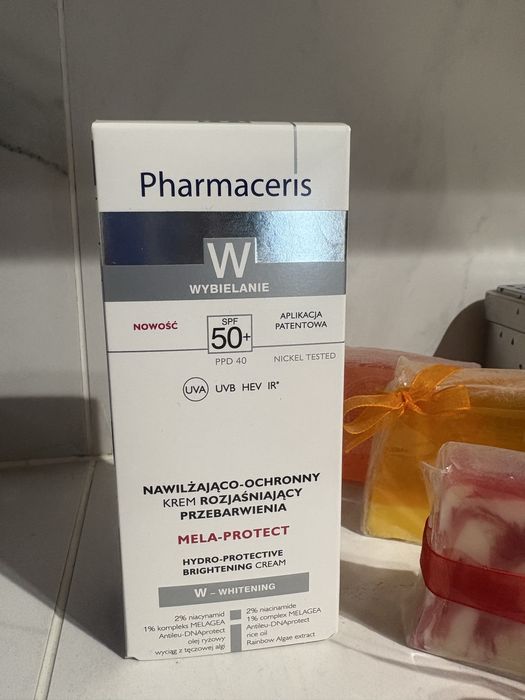 Pharmaceris
W
WYBIELANIE
NOWOŚĆ
SPF
50+
APLIKACJA
PATENTOWA
PPD 40
NICKEL TESTED
UVA UVB HEV IR*
NAWILŻAJĄCO-OCHRONNY
KREM ROZJAŚNIAJĄCY
PRZEBARWIENIA
MELA-PROTECT
HYDRO-PROTECTIVE
BRIGHTENING CREAM
W – WHITENING
2% niacynamid
1% kompleks MELAGEA
Antileu-DNAprotect
olej ryżowy
wyciąg z tęczowej algi
2% niacinamide
1% complex MELAGEA
Antileu-DNAprotect
rice oil
Rainbow Algae extract